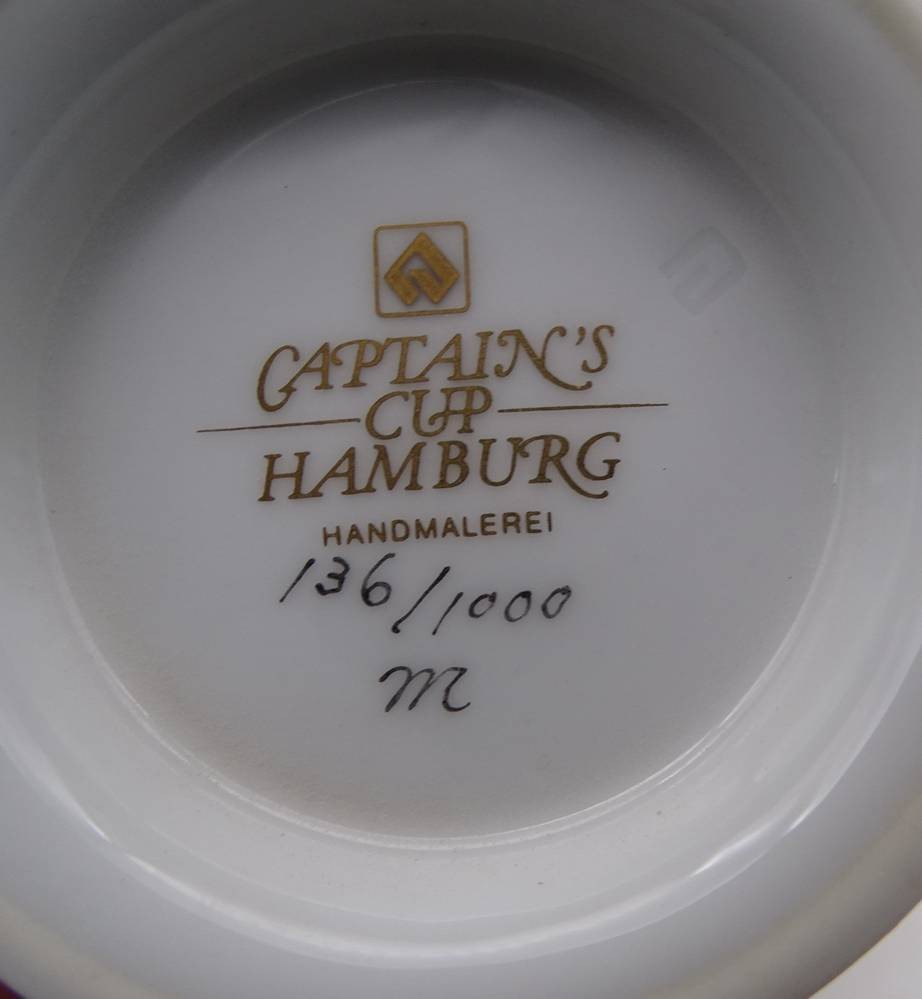 CAPTAIN'S
CUP
HAMBURG
HANDMALEREI
136/1000
m